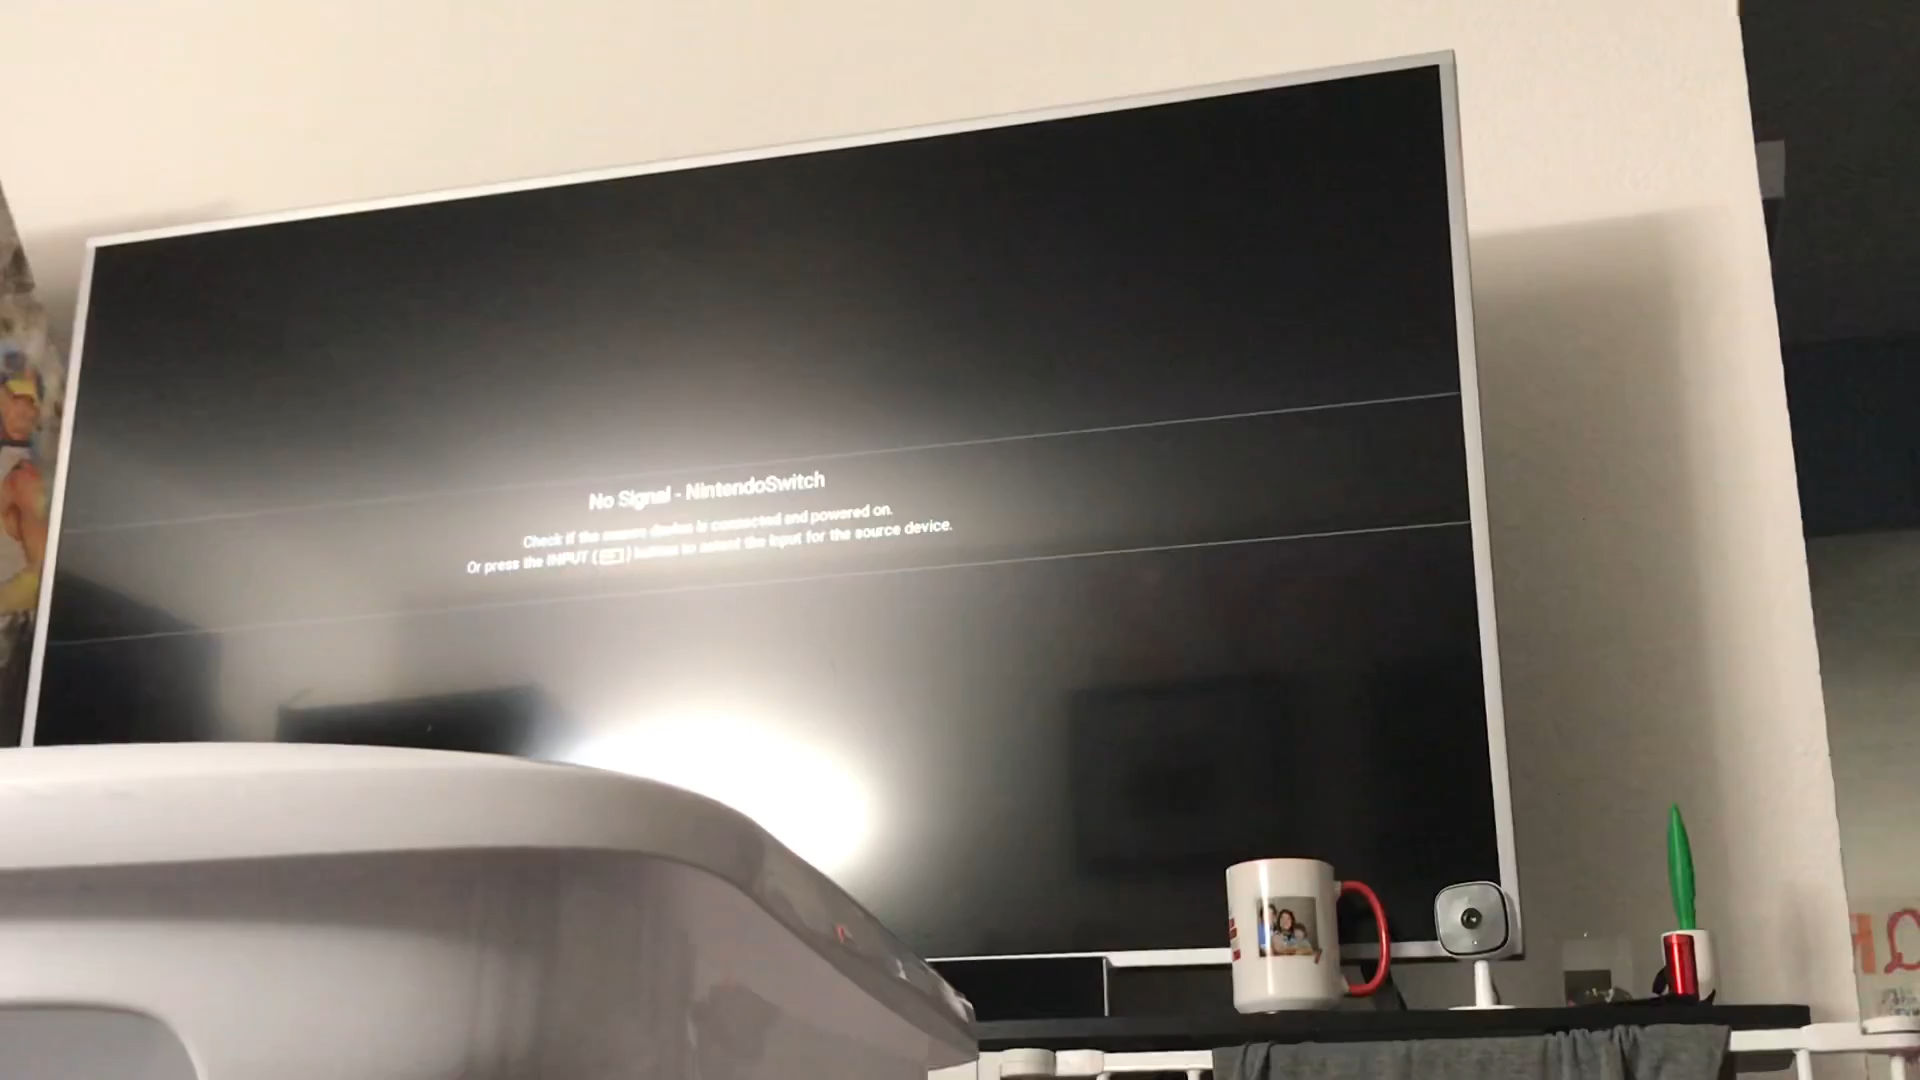 No Signal - NintendoSwitch
Check if the source device is connected and powered on.
Or press the INPUT ( ) button to select the input for the source device.